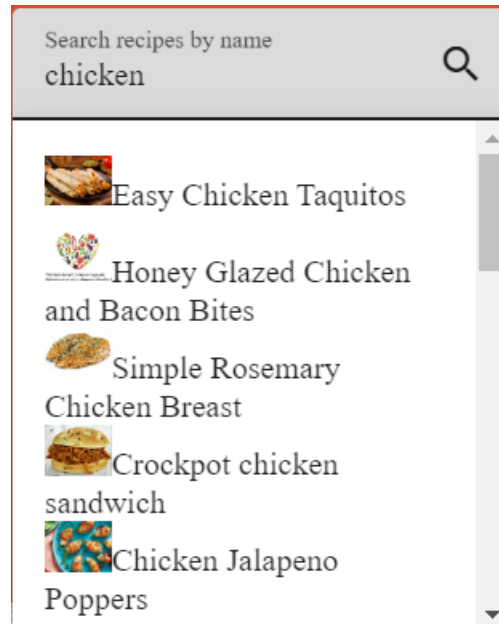 Search recipes by name
chicken
Easy Chicken Taquitos
Honey Glazed Chicken
and Bacon Bites
Simple Rosemary
Chicken Breast
Crockpot chicken
sandwich
Chicken Jalapeno
Poppers